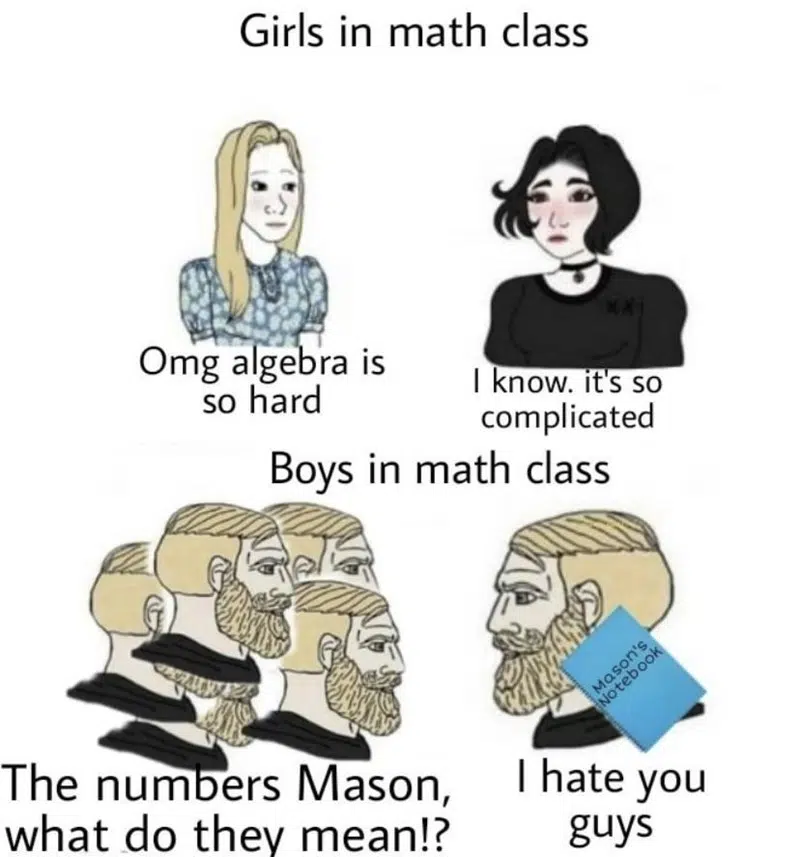 Girls in math class
Omg algebra is
so hard
I know. it's so
complicated
Boys in math class
Mason's
Notebook
The numbers Mason,
what do they mean!?
I hate you
guys